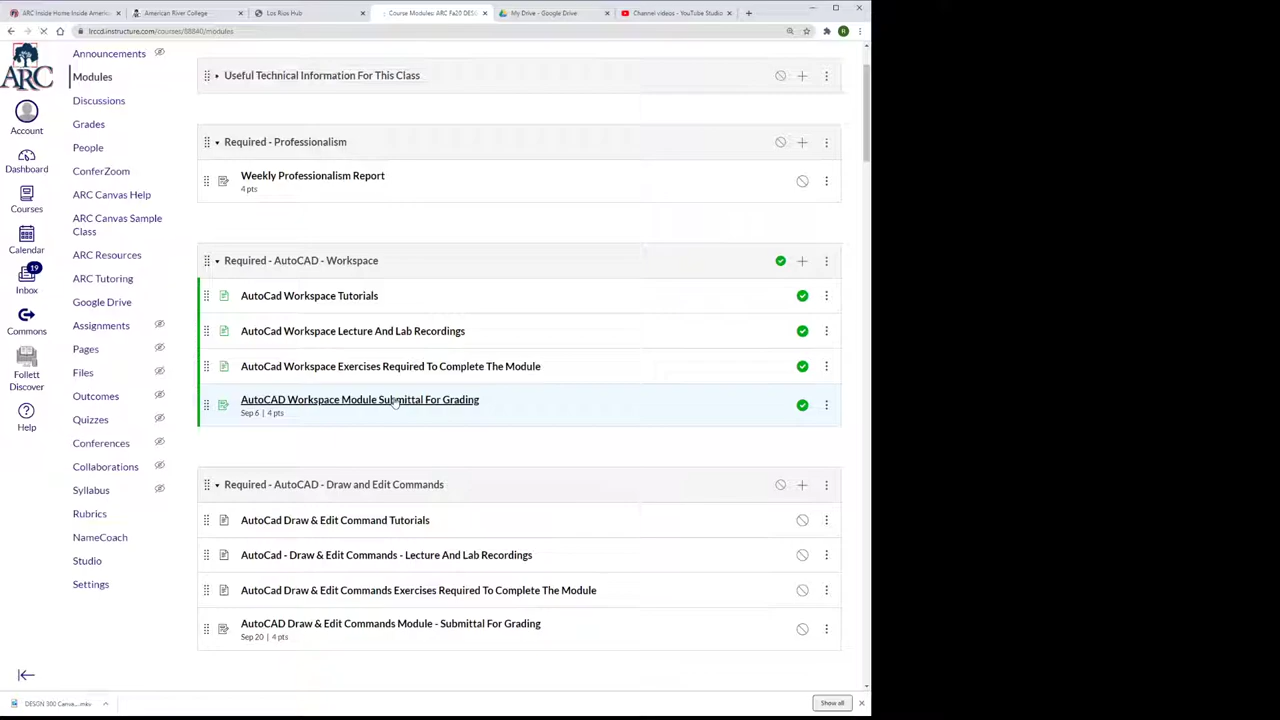 ARC Inside Home Inside America
American River College
Los Rios Hub
Course Modules: ARC Fa20 DES
My Drive - Google Drive
Channel videos - YouTube Studio
lrccd.instructure.com/courses/88840/modules
R
ARC
Account
Dashboard
Courses
Calendar
19
Inbox
Commons
Follett
Discover
Help
Announcements
Modules
Discussions
Grades
People
ConferZoom
ARC Canvas Help
ARC Canvas Sample
Class
ARC Resources
ARC Tutoring
Google Drive
Assignments
Pages
Files
Outcomes
Quizzes
Conferences
Collaborations
Syllabus
Rubrics
NameCoach
Studio
Settings
Useful Technical Information For This Class
Required - Professionalism
Weekly Professionalism Report
4 pts
Required - AutoCAD - Workspace
AutoCad Workspace Tutorials
AutoCad Workspace Lecture And Lab Recordings
AutoCad Workspace Exercises Required To Complete The Module
AutoCAD Workspace Module Submittal For Grading
Sep 6 | 4 pts
Required - AutoCAD - Draw and Edit Commands
AutoCad Draw & Edit Command Tutorials
AutoCad - Draw & Edit Commands - Lecture And Lab Recordings
AutoCad Draw & Edit Commands Exercises Required To Complete The Module
AutoCAD Draw & Edit Commands Module - Submittal For Grading
Sep 20 | 4 pts
DESGN 300 Canva....mkv
Show all